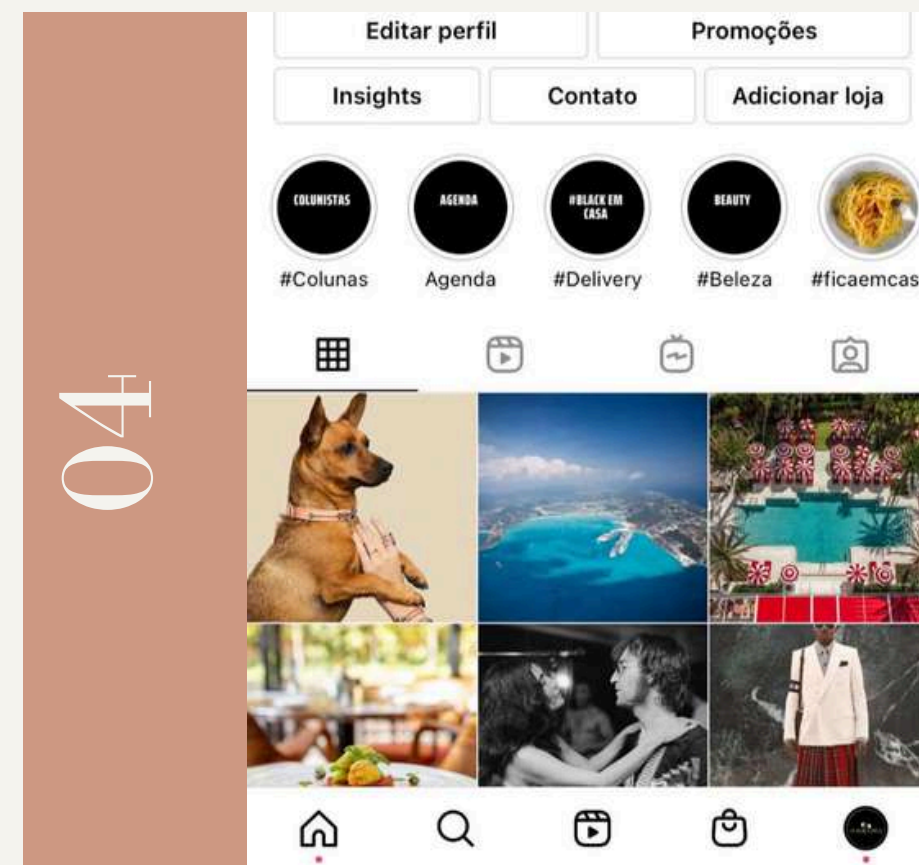 04
Editar perfil
Promoções
Insights
Contato
Adicionar loja
COLUNISTAS
AGENDA
#BLACK EM
CASA
BEAUTY
#Colunas
Agenda
#Delivery
#Beleza
#ficaemcas